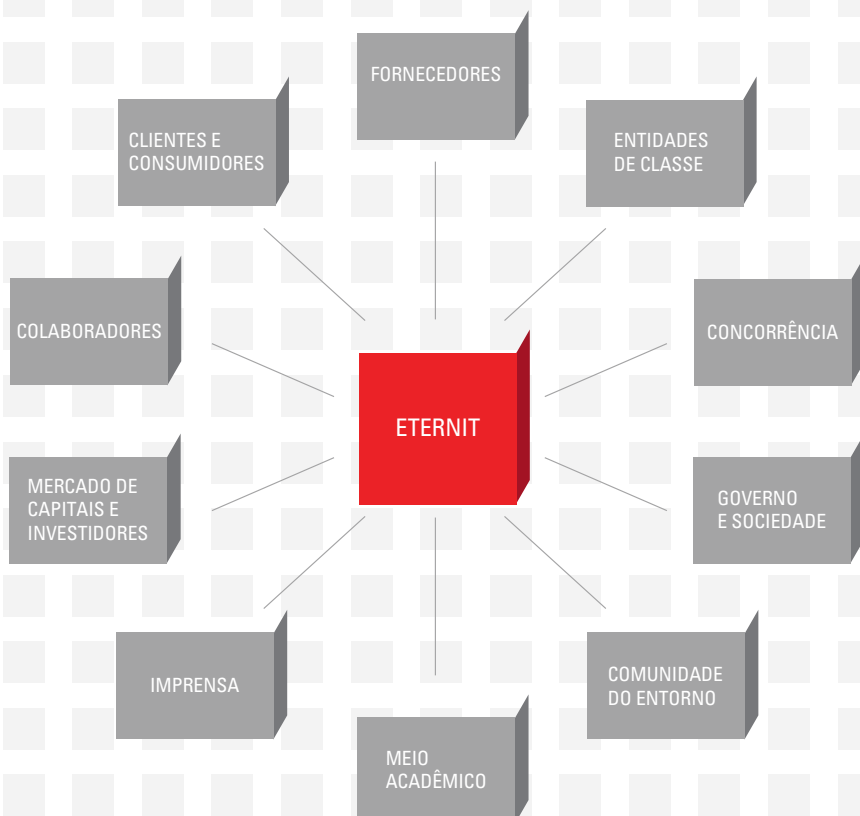 FORNECEDORES
CLIENTES E
CONSUMIDORES
ENTIDADES
DE CLASSE
COLABORADORES
CONCORRÊNCIA
ETERNIT
MERCADO DE
CAPITAIS E
INVESTIDORES
GOVERNO
E SOCIEDADE
IMPRENSA
COMUNIDADE
DO ENTORNO
MEIO
ACADÊMICO